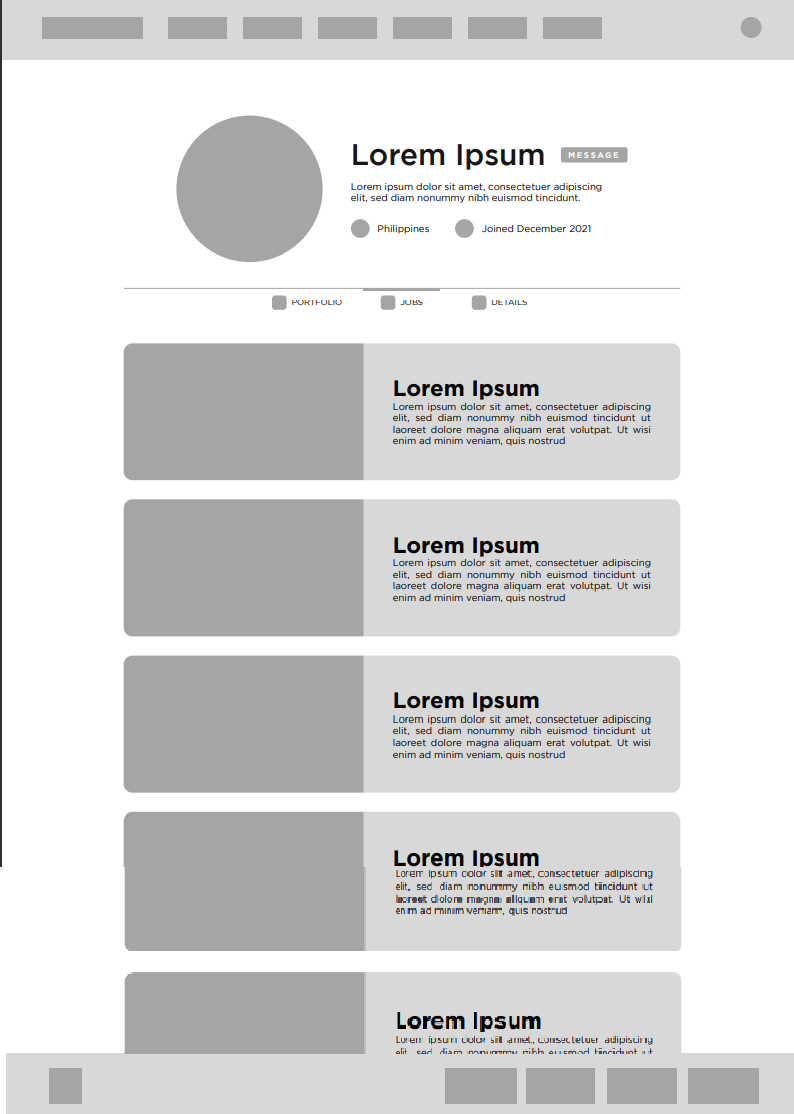 Lorem Ipsum
MESSAGE
Lorem ipsum dolor sit amet, consectetuer adipiscing
elit, sed diam nonummy nibh euismod tincidunt.
Philippines
Joined December 2021
PORTFOLIO
JOBS
DETAILS
Lorem Ipsum
Lorem ipsum dolor sit amet, consectetuer adipiscing
elit, sed diam nonummy nibh euismod tincidunt ut
laoreet dolore magna aliquam erat volutpat. Ut wisi
enim ad minim veniam, quis nostrud
Lorem Ipsum
Lorem ipsum dolor sit amet, consectetuer adipiscing
elit, sed diam nonummy nibh euismod tincidunt ut
laoreet dolore magna aliquam erat volutpat. Ut wisi
enim ad minim veniam, quis nostrud
Lorem Ipsum
Lorem ipsum dolor sit amet, consectetuer adipiscing
elit, sed diam nonummy nibh euismod tincidunt ut
laoreet dolore magna aliquam erat volutpat. Ut wisi
enim ad minim veniam, quis nostrud
Lorem Ipsum
Lorem ipsum dolor sit amet, consectetuer adipiscing
elit, sed diam nonummy nibh euismod tincidunt ut
laoreet dolore magna aliquam erat volutpat. Ut wisi
enim ad minim veniam, quis nostrud
Lorem Ipsum
Lorem ipsum dolor sit amet, consectetuer adipiscing
elit, sed diam nonummy nibh euismod tincidunt ut